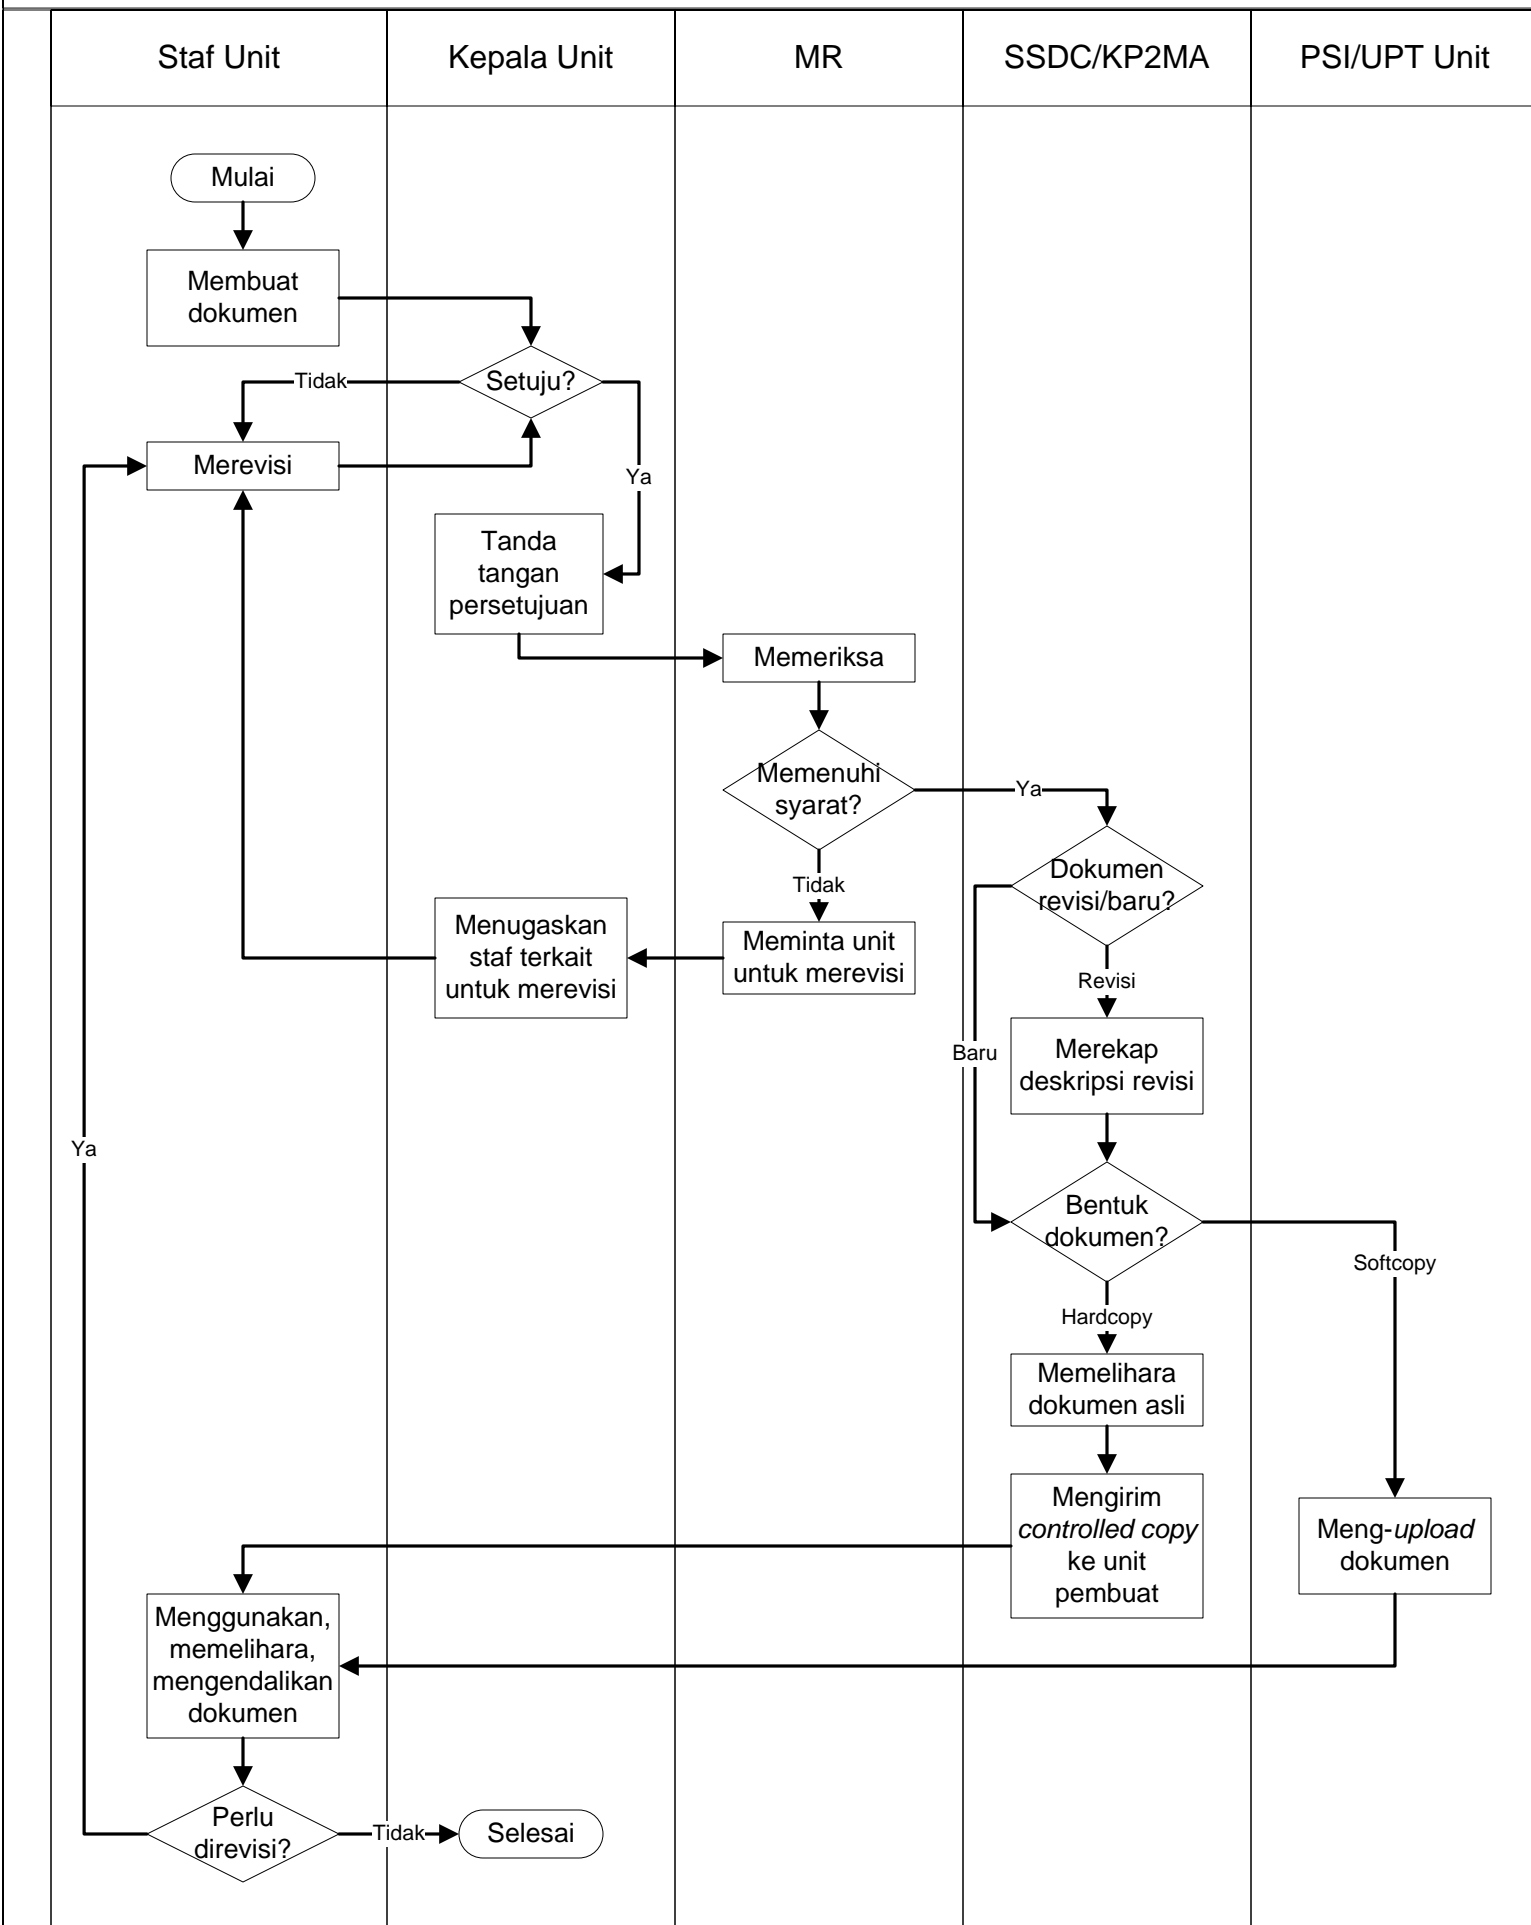 Staf Unit
Kepala Unit
MR
SSDC/KP2MA
PSI/UPT Unit
Mulai
Membuat
dokumen
Setuju?
Tidak
Merevisi
Ya
Tanda
tangan
persetujuan
Memeriksa
Memenuhi
syarat?
Ya
Tidak
Dokumen
revisi/baru?
Menugaskan
staf terkait
untuk merevisi
Meminta unit
untuk merevisi
Revisi
Baru
Merekap
deskripsi revisi
Ya
Bentuk
dokumen?
Softcopy
Hardcopy
Memelihara
dokumen asli
Mengirim
controlled copy
ke unit
pembuat
Meng-upload
dokumen
Menggunakan,
memelihara,
mengendalikan
dokumen
Perlu
direvisi?
Tidak
Selesai